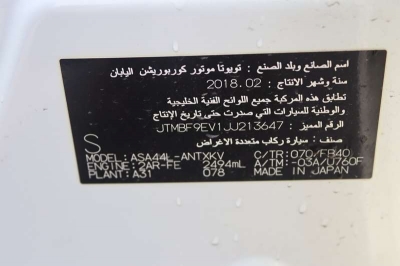 اسم الصانع وبلد الصنع : تويوتا موتور كوربوريشن اليابان
سنة وشهر الانتاج : 2018.02
تطابق هذه المركبة جميع اللوائح الفنية الخليجية
والوطنية للسيارات التي صدرت حتى تاريخ الإنتاج
الرقم المميز : JTMBF9EV1JJ213647
صنف : سيارة ركاب متعددة الاغراض
S
MODEL: ASA44L-ANTXKV C/TR: 070/FB40
ENGINE: 2AR-FE 2494mL A/TM: -03A/U760F
PLANT: A31 078 MADE IN JAPAN